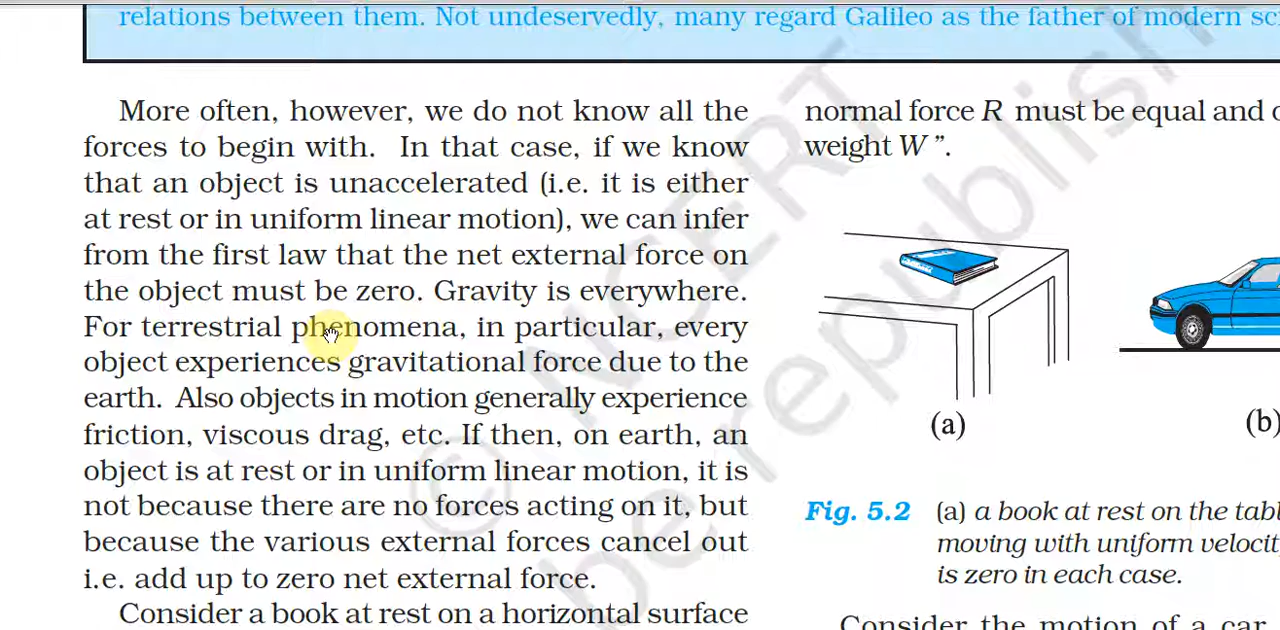 relations between them. Not undeservedly, many regard Galileo as the father of modern
More often, however, we do not know all the
forces to begin with. In that case, if we know
that an object is unaccelerated (i.e. it is either
at rest or in uniform linear motion), we can infer
from the first law that the net external force on
the object must be zero. Gravity is everywhere.
For terrestrial phenomena, in particular, every
object experiences gravitational force due to the
earth. Also objects in motion generally experience
friction, viscous drag, etc. If then, on earth, an
object is at rest or in uniform linear motion, it is
not because there are no forces acting on it, but
because the various external forces cancel out
i.e. add up to zero net external force.
Consider a book at rest on a horizontal surface
normal force R must be equal and
weight W ”.
(a)
(b)
Fig. 5.2 (a) a book at rest on the
moving with uniform
is zero in each case.
Consider the motion of a car
© NCERT
be republish